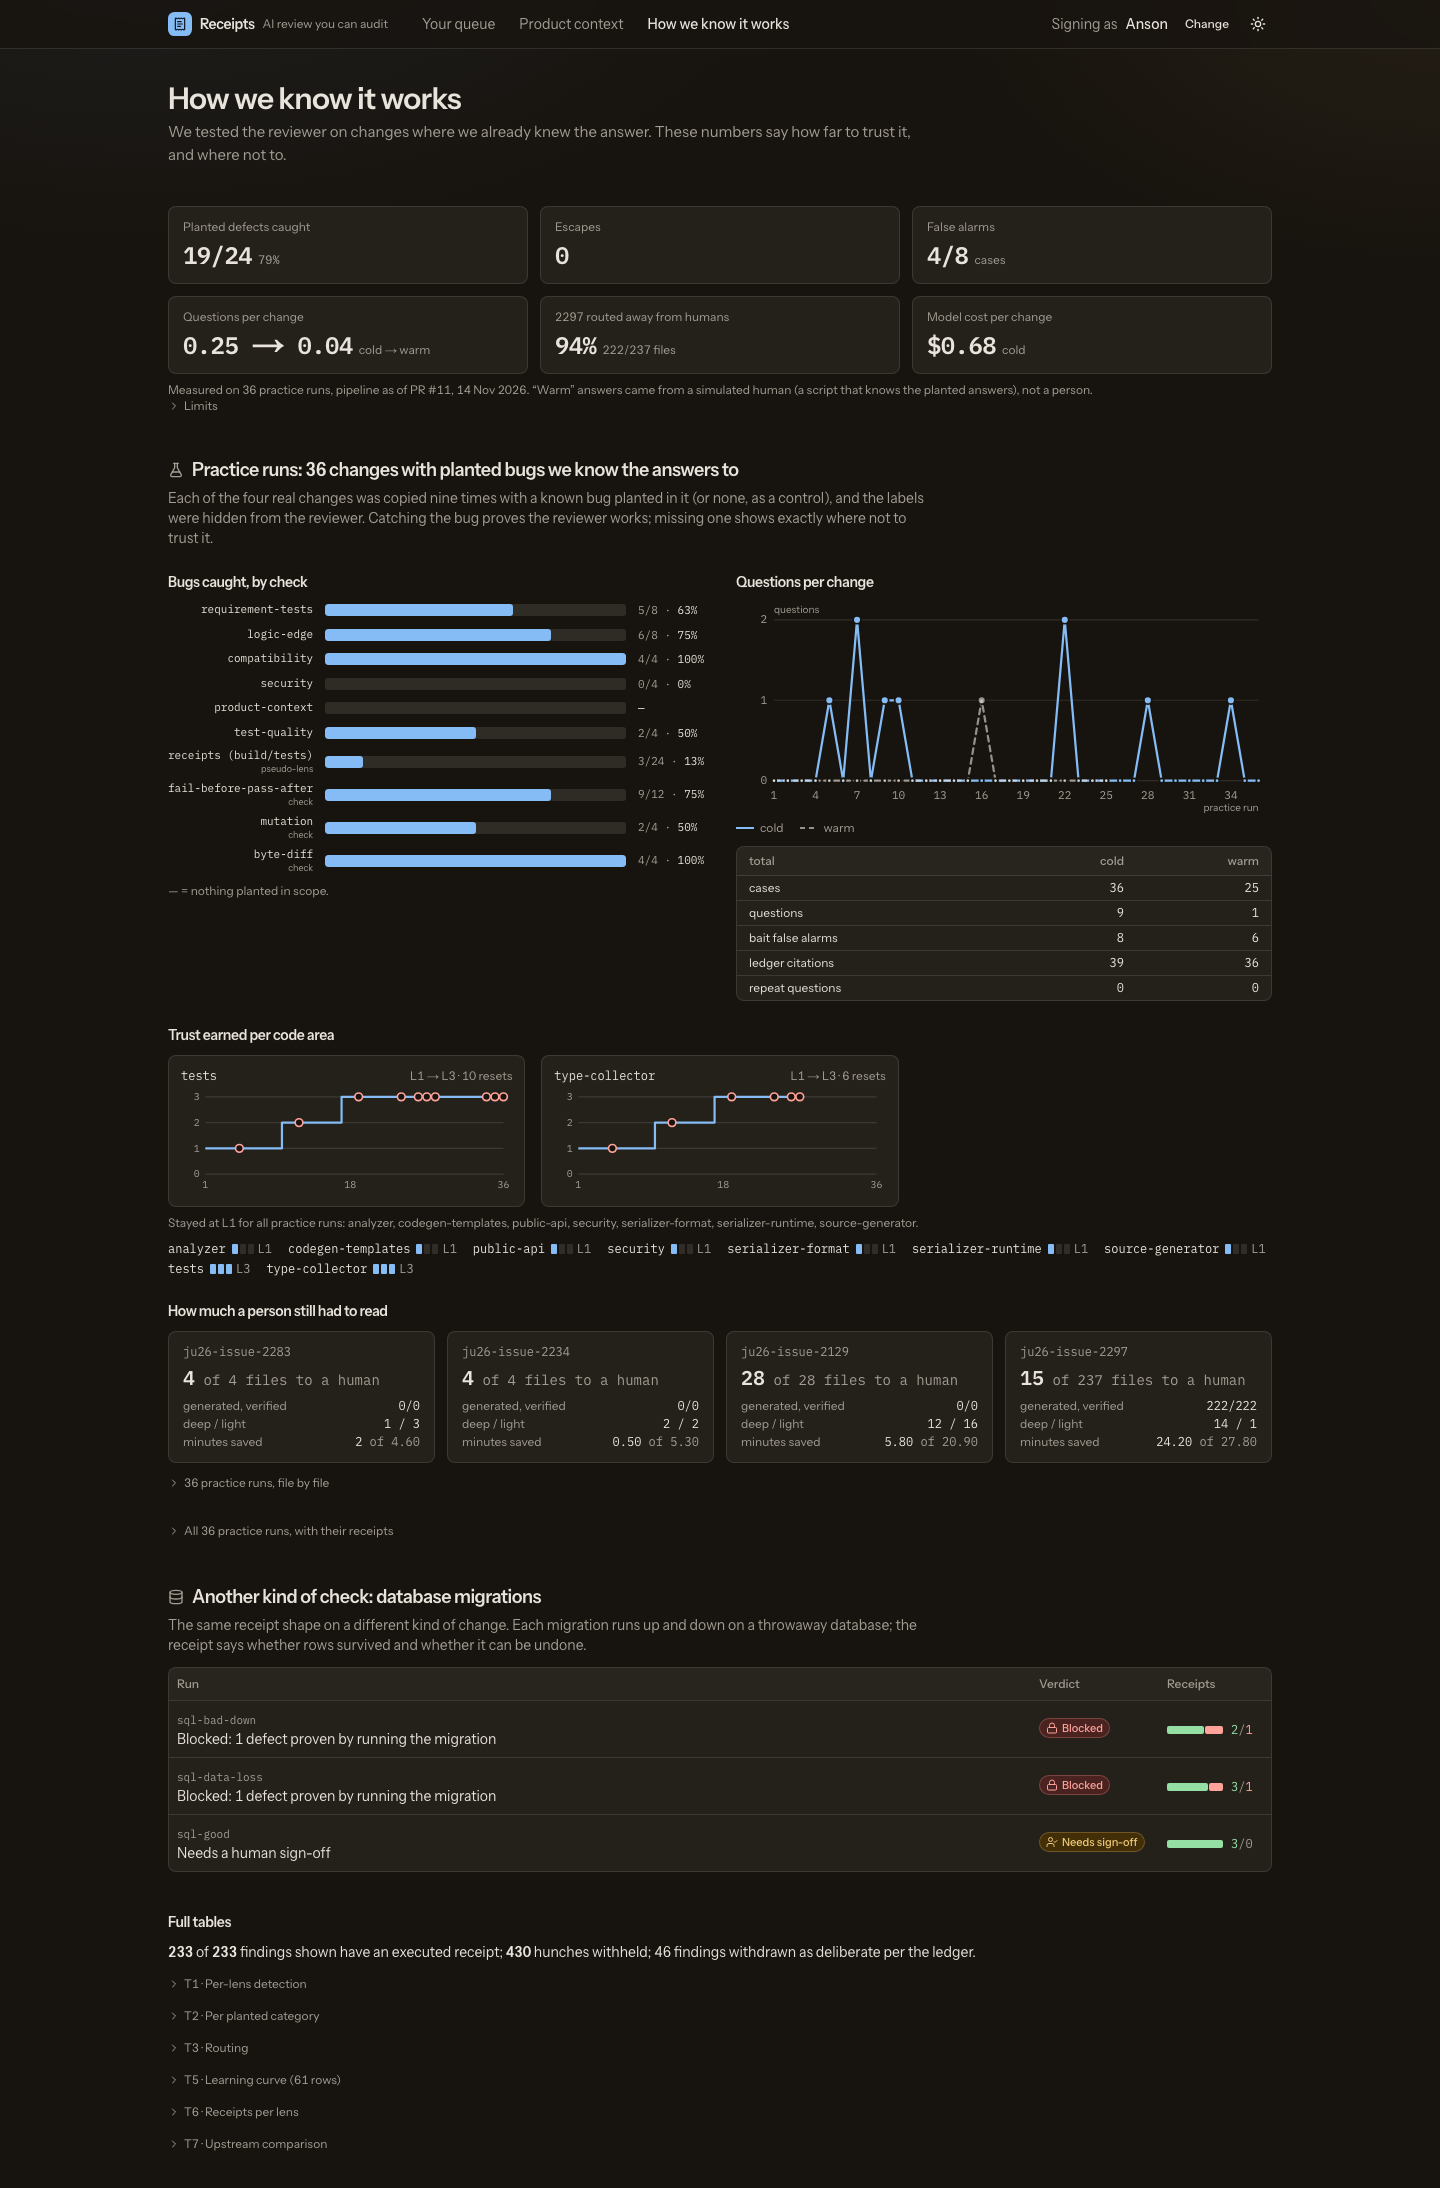 Receipts AI review you can audit Your queue Product context How we know it works Signing as Anson Change
How we know it works
We tested the reviewer on changes where we already knew the answer. These numbers say how far to trust it,
and where not to.
Planted defects caught
19/24 79%
Escapes
0
False alarms
4/8 cases
Questions per change
0.25 → 0.04 cold → warm
2297 routed away from humans
94% 222/237 files
Model cost per change
$0.68 cold
Measured on 36 practice runs, pipeline as of PR #11, 14 Nov 2026. “Warm” answers came from a simulated human (a script that knows the planted answers), not a person.
Limits
Practice runs: 36 changes with planted bugs we know the answers to
Each of the four real changes was copied nine times with a known bug planted in it (or none, as a control), and the labels
were hidden from the reviewer. Catching the bug proves the reviewer works; missing one shows exactly where not to
trust it.
Bugs caught, by check
requirement-tests 5/8 · 63%
logic-edge 6/8 · 75%
compatibility 4/4 · 100%
security 0/4 · 0%
product-context —
test-quality 2/4 · 50%
receipts (build/tests) 3/24 · 13%
pseudo-lens
fail-before-pass-after 9/12 · 75%
check
mutation 2/4 · 50%
check
byte-diff 4/4 · 100%
check
— = nothing planted in scope.
Questions per change
questions
2
1
0
1 4 7 10 13 16 19 22 25 28 31 34
practice run
cold warm
total cold warm
cases 36 25
questions 9 1
bait false alarms 8 6
ledger citations 39 36
repeat questions 0 0
Trust earned per code area
tests L1 → L3 · 10 resets
3
2
1
0
1 18 36
type-collector L1 → L3 · 6 resets
3
2
1
0
1 18 36
Stayed at L1 for all practice runs: analyzer, codegen-templates, public-api, security, serializer-format, serializer-runtime, source-generator.
analyzer L1 codegen-templates L1 public-api L1 security L1 serializer-format L1 serializer-runtime L1 source-generator L1
tests L3 type-collector L3
How much a person still had to read
ju26-issue-2283
4 of 4 files to a human
generated, verified 0/0
deep / light 1 / 3
minutes saved 2 of 4.60
ju26-issue-2234
4 of 4 files to a human
generated, verified 0/0
deep / light 2 / 2
minutes saved 0.50 of 5.30
ju26-issue-2129
28 of 28 files to a human
generated, verified 0/0
deep / light 12 / 16
minutes saved 5.80 of 20.90
ju26-issue-2297
15 of 237 files to a human
generated, verified 222/222
deep / light 14 / 1
minutes saved 24.20 of 27.80
36 practice runs, file by file
All 36 practice runs, with their receipts
Another kind of check: database migrations
The same receipt shape on a different kind of change. Each migration runs up and down on a throwaway database; the
receipt says whether rows survived and whether it can be undone.
Run Verdict Receipts
sql-bad-down
Blocked: 1 defect proven by running the migration Blocked 2/1
sql-data-loss
Blocked: 1 defect proven by running the migration Blocked 3/1
sql-good
Needs a human sign-off Needs sign-off 3/0
Full tables
233 of 233 findings shown have an executed receipt; 430 hunches withheld; 46 findings withdrawn as deliberate per the ledger.
T1 · Per-lens detection
T2 · Per planted category
T3 · Routing
T5 · Learning curve (61 rows)
T6 · Receipts per lens
T7 · Upstream comparison